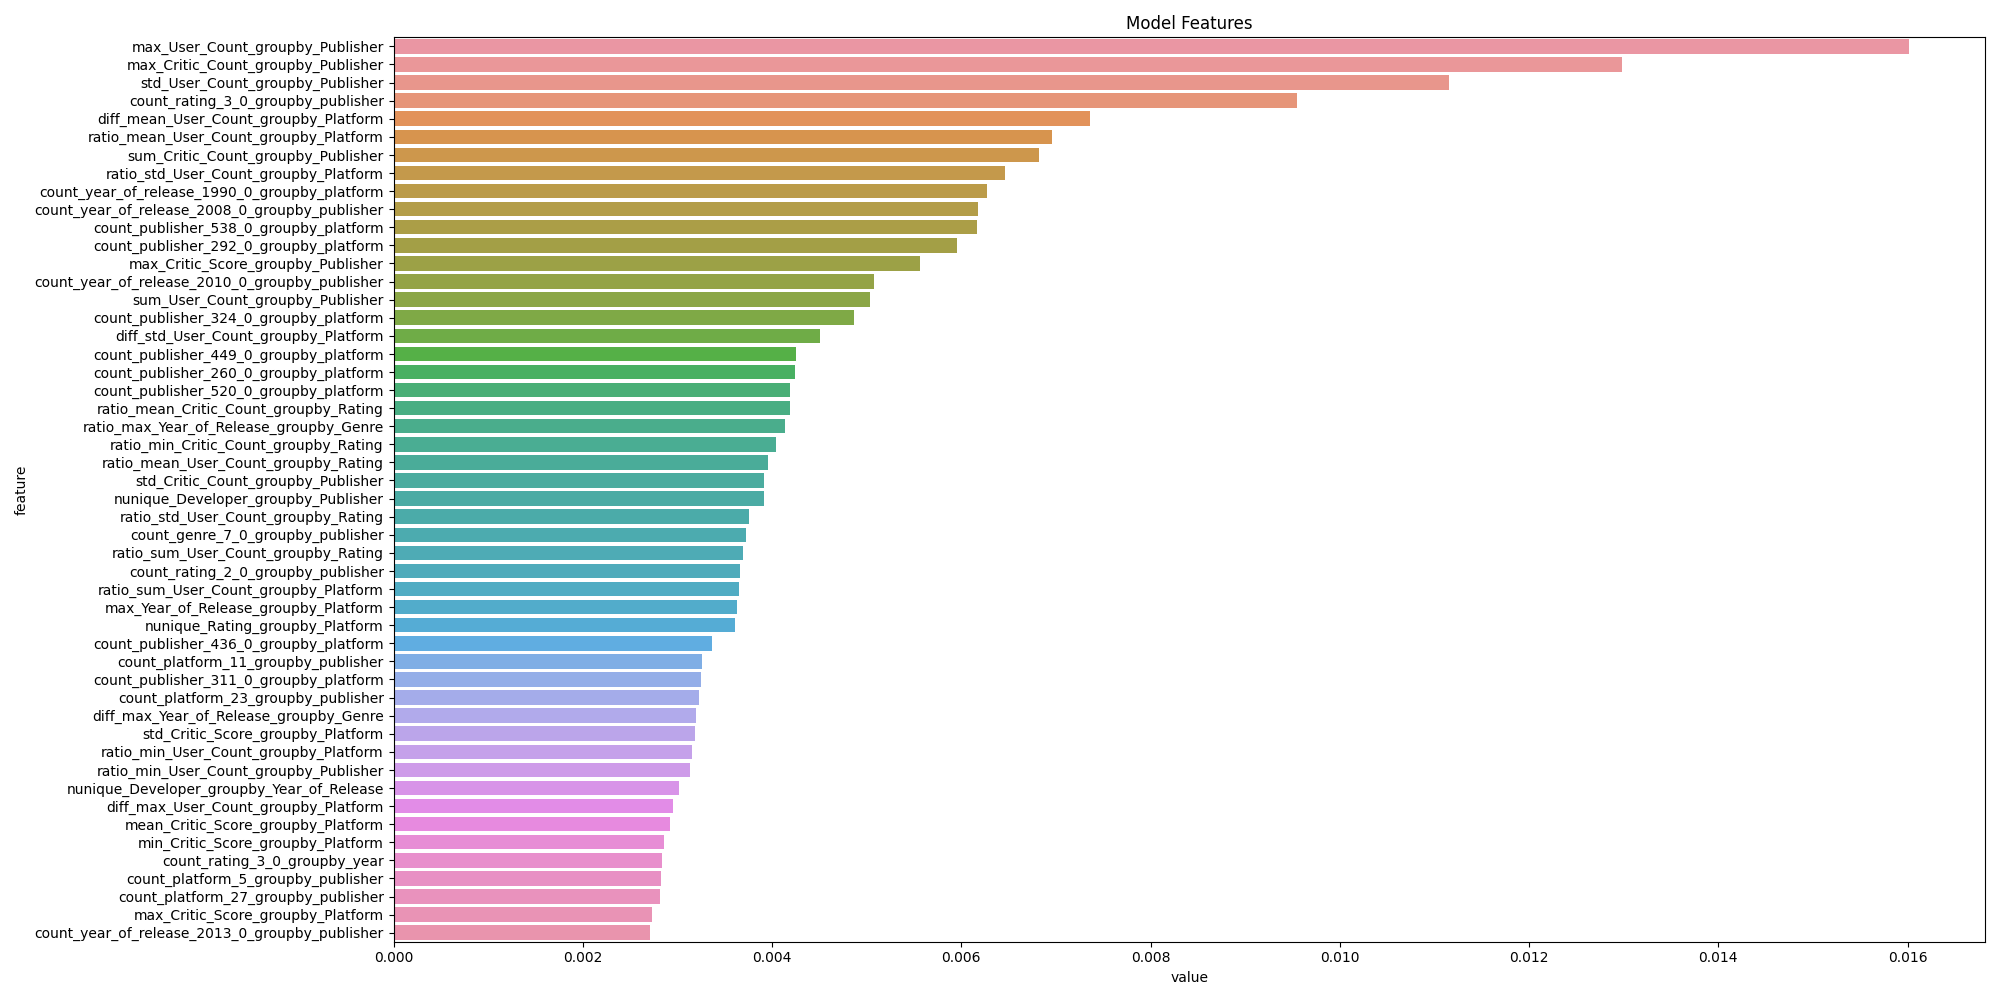 Model Features
feature
max_User_Count_groupby_Publisher
max_Critic_Count_groupby_Publisher
std_User_Count_groupby_Publisher
count_rating_3_0_groupby_publisher
diff_mean_User_Count_groupby_Platform
ratio_mean_User_Count_groupby_Platform
sum_Critic_Count_groupby_Publisher
ratio_std_User_Count_groupby_Platform
count_year_of_release_1990_0_groupby_platform
count_year_of_release_2008_0_groupby_publisher
count_publisher_538_0_groupby_platform
count_publisher_292_0_groupby_platform
max_Critic_Score_groupby_Publisher
count_year_of_release_2010_0_groupby_publisher
sum_User_Count_groupby_Publisher
count_publisher_324_0_groupby_platform
diff_std_User_Count_groupby_Platform
count_publisher_449_0_groupby_platform
count_publisher_260_0_groupby_platform
count_publisher_520_0_groupby_platform
ratio_mean_Critic_Count_groupby_Rating
ratio_max_Year_of_Release_groupby_Genre
ratio_min_Critic_Count_groupby_Rating
ratio_mean_User_Count_groupby_Rating
std_Critic_Count_groupby_Publisher
nunique_Developer_groupby_Publisher
ratio_std_User_Count_groupby_Rating
count_genre_7_0_groupby_publisher
ratio_sum_User_Count_groupby_Rating
count_rating_2_0_groupby_publisher
ratio_sum_User_Count_groupby_Platform
max_Year_of_Release_groupby_Platform
nunique_Rating_groupby_Platform
count_publisher_436_0_groupby_platform
count_platform_11_groupby_publisher
count_publisher_311_0_groupby_platform
count_platform_23_groupby_publisher
diff_max_Year_of_Release_groupby_Genre
std_Critic_Score_groupby_Platform
ratio_min_User_Count_groupby_Platform
ratio_min_User_Count_groupby_Publisher
nunique_Developer_groupby_Year_of_Release
diff_max_User_Count_groupby_Platform
mean_Critic_Score_groupby_Platform
min_Critic_Score_groupby_Platform
count_rating_3_0_groupby_year
count_platform_5_groupby_publisher
count_platform_27_groupby_publisher
max_Critic_Score_groupby_Platform
count_year_of_release_2013_0_groupby_publisher
0.000 0.002 0.004 0.006 0.008 0.010 0.012 0.014 0.016
value